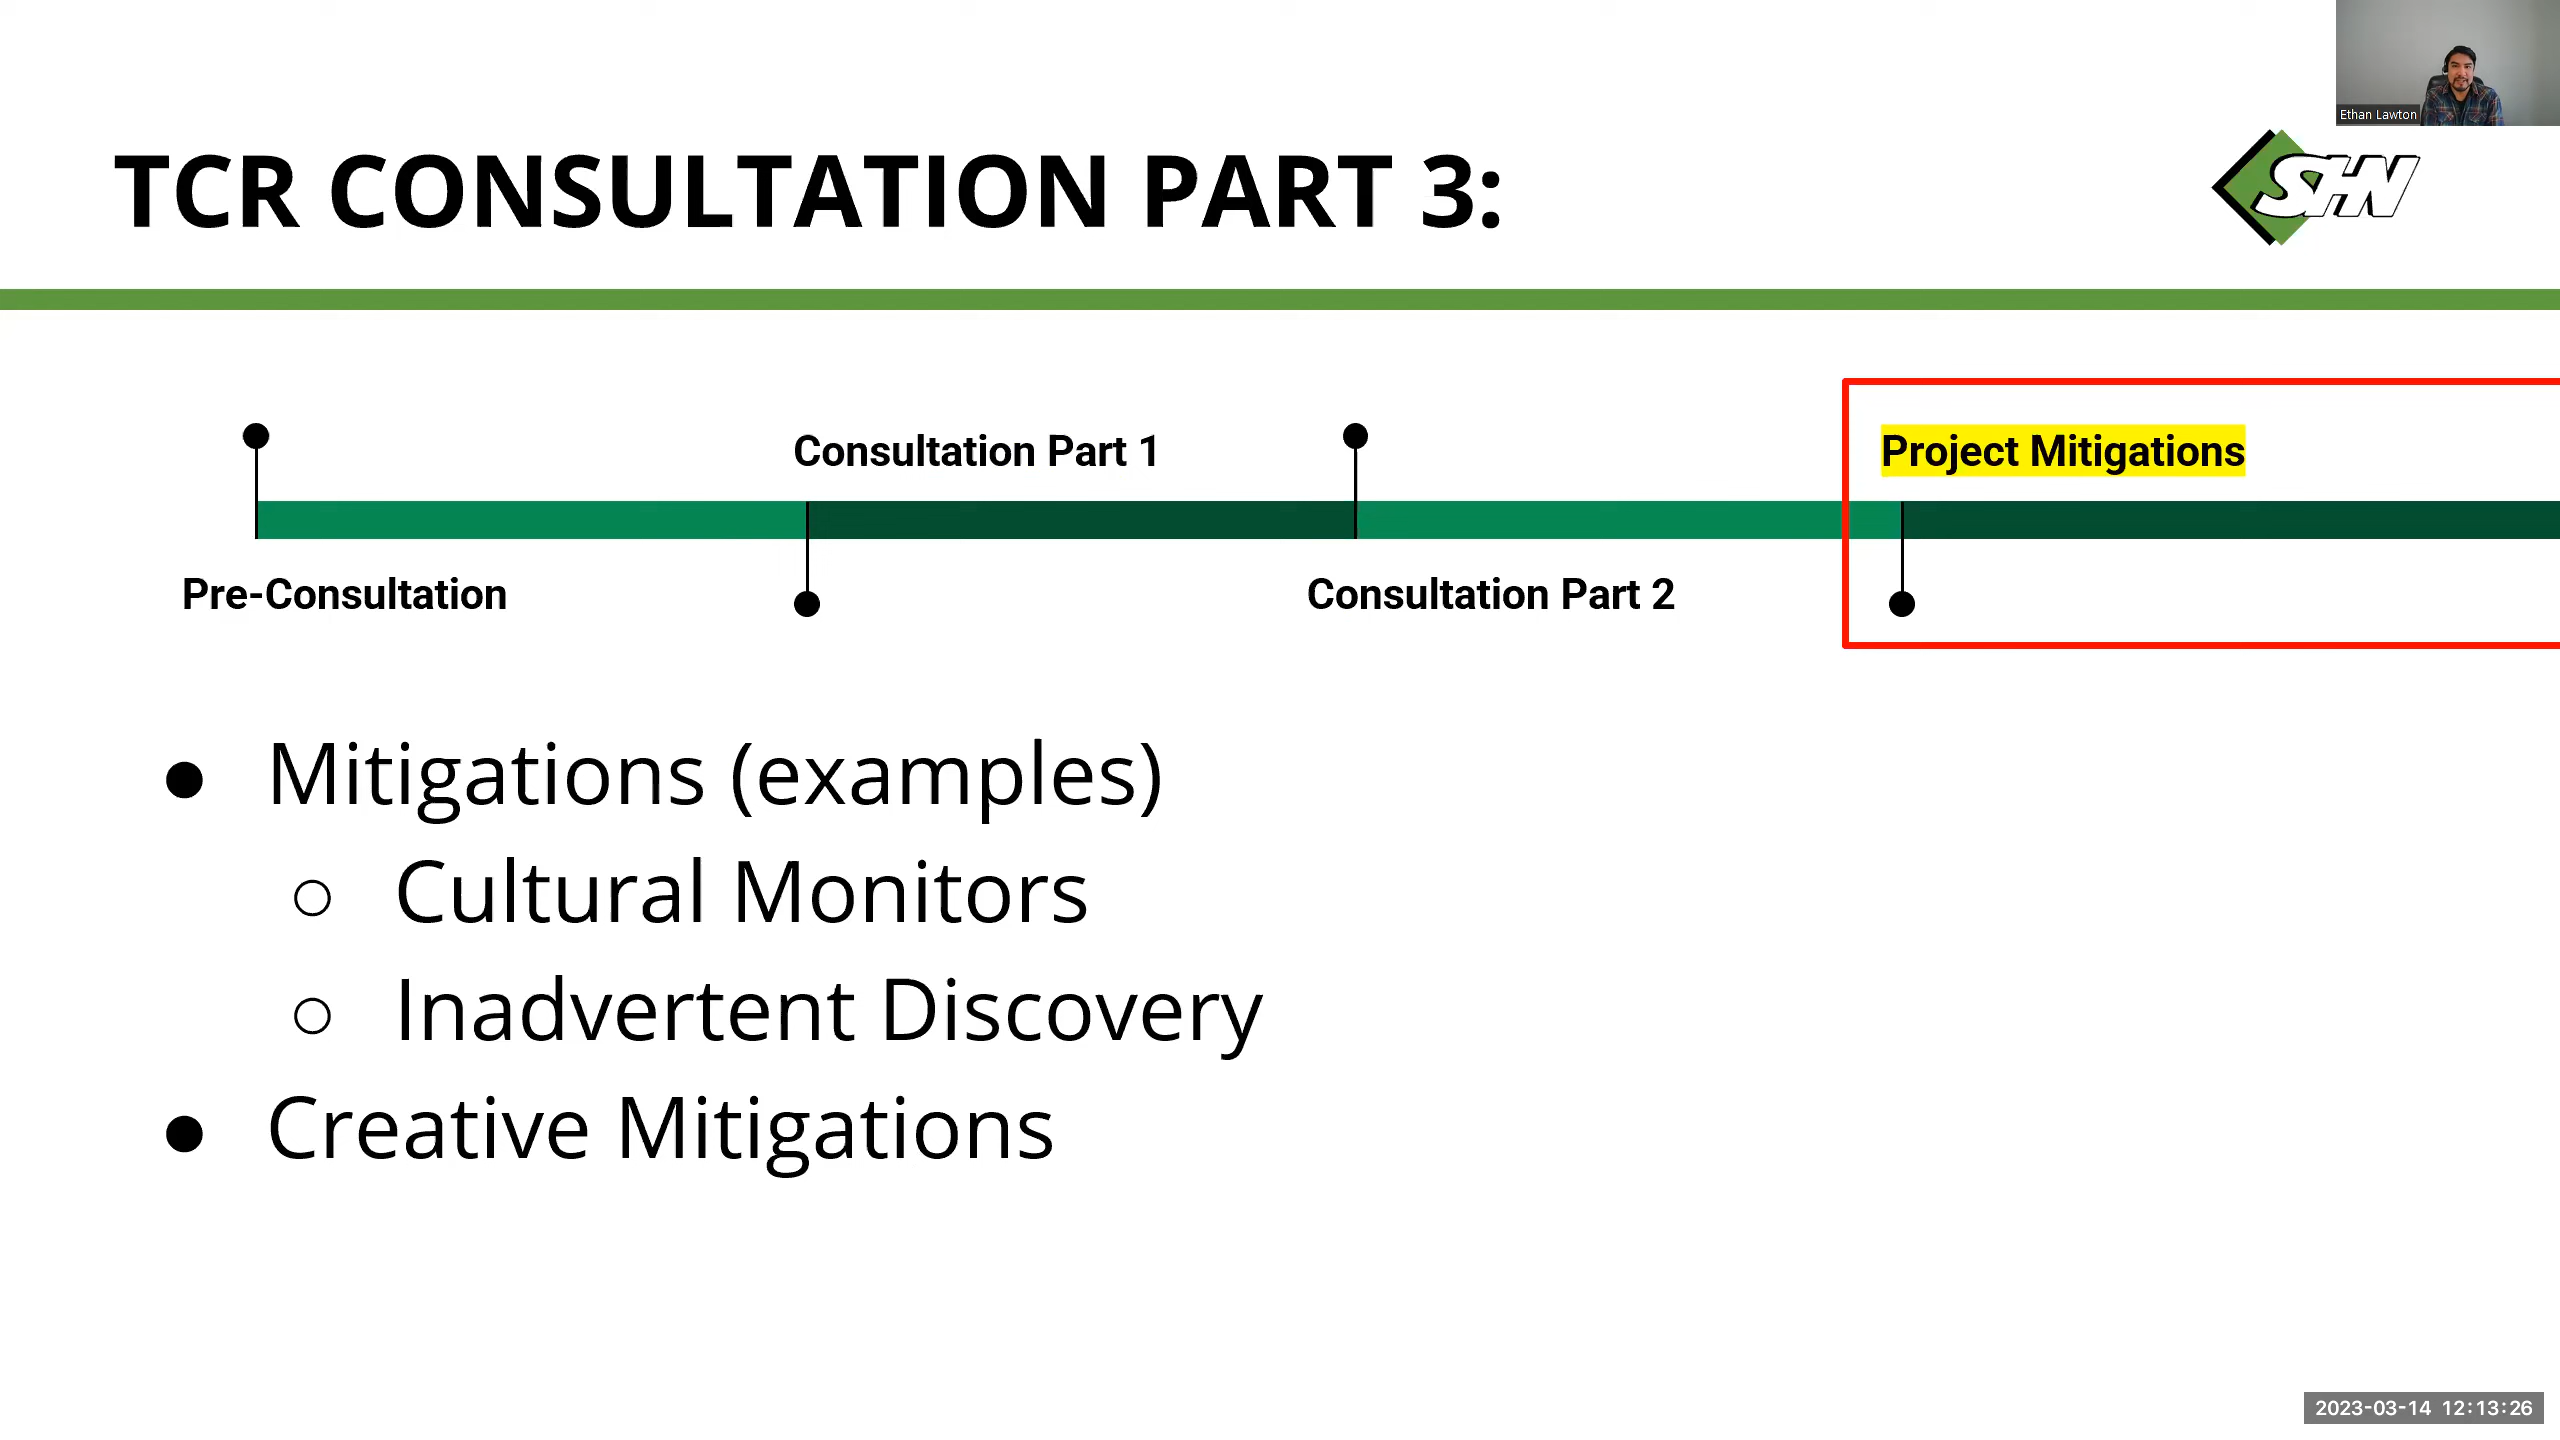 Ethan Lawton
TCR CONSULTATION PART 3:
SHN
Consultation Part 1
Project Mitigations
Pre-Consultation
Consultation Part 2
● Mitigations (examples)
○ Cultural Monitors
○ Inadvertent Discovery
● Creative Mitigations
2023-03-14 12:13:26